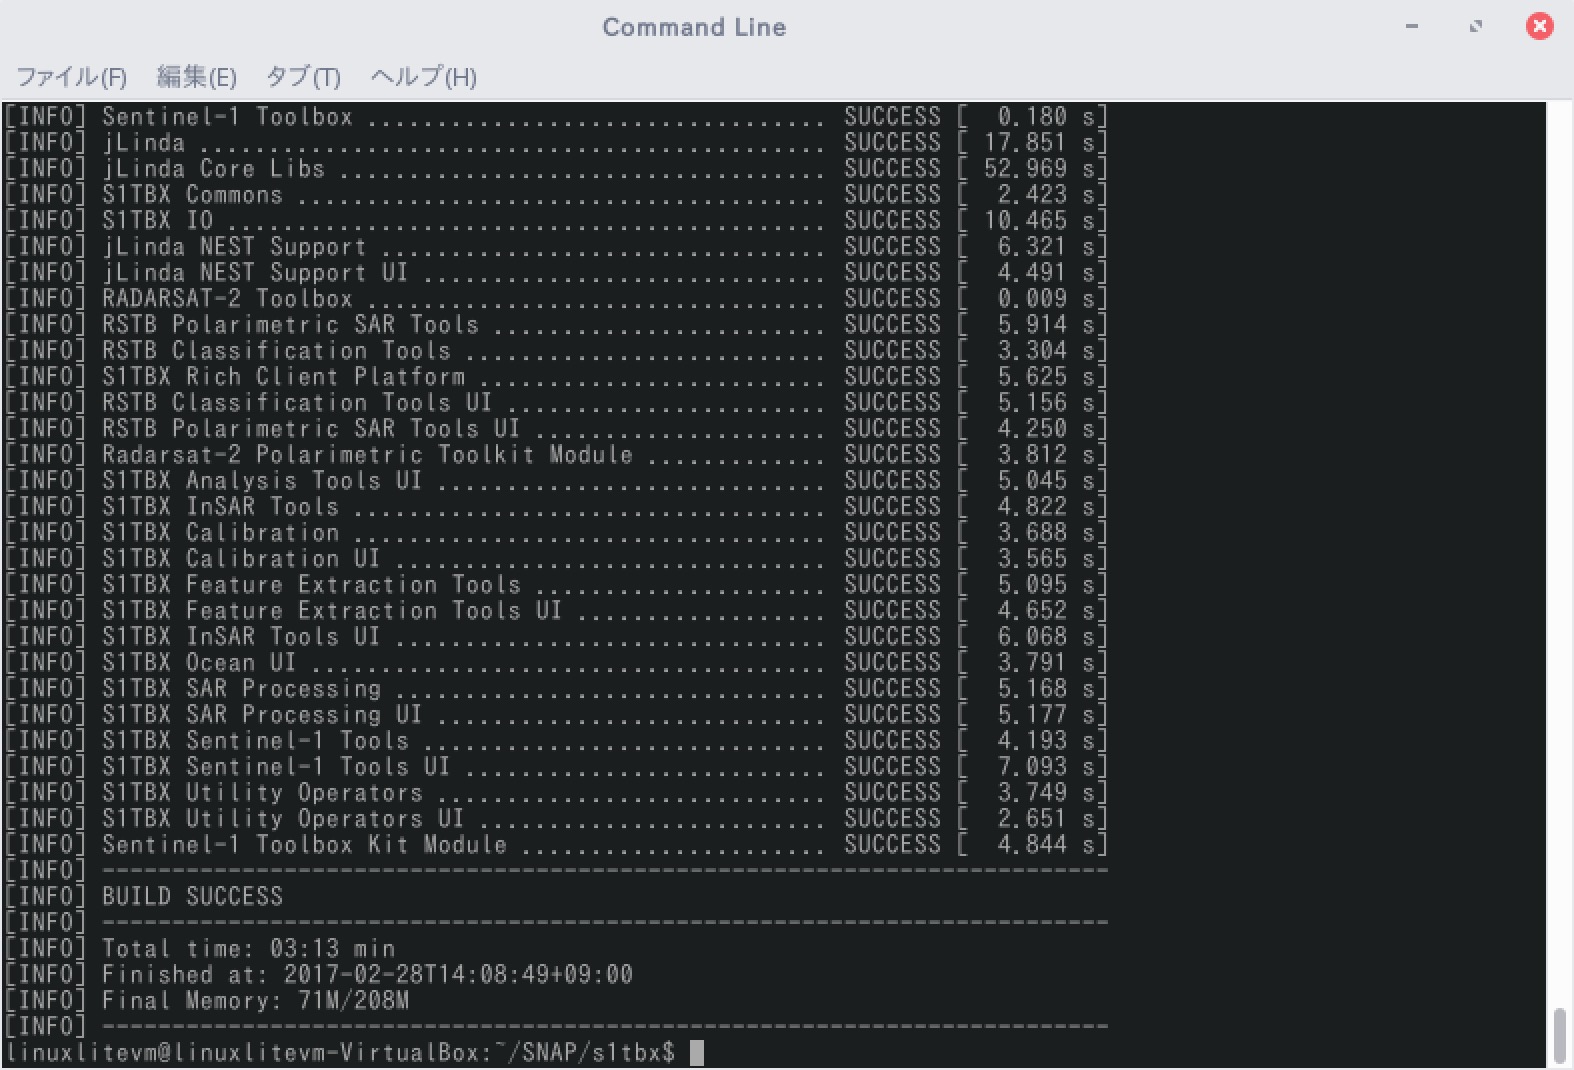 Command Line
ファイル(F) 編集(E) タブ(T) ヘルプ(H)
[INFO] Sentinel-1 Toolbox ................................. SUCCESS [  0.180 s]
[INFO] jLinda ............................................. SUCCESS [ 17.851 s]
[INFO] jLinda Core Libs ................................... SUCCESS [ 52.969 s]
[INFO] S1TBX Commons ...................................... SUCCESS [  2.423 s]
[INFO] S1TBX IO ........................................... SUCCESS [ 10.465 s]
[INFO] jLinda NEST Support ................................ SUCCESS [  6.321 s]
[INFO] jLinda NEST Support UI ............................. SUCCESS [  4.491 s]
[INFO] RADARSAT-2 Toolbox ................................. SUCCESS [  0.009 s]
[INFO] RSTB Polarimetric SAR Tools ........................ SUCCESS [  5.914 s]
[INFO] RSTB Classification Tools .......................... SUCCESS [  3.304 s]
[INFO] S1TBX Rich Client Platform ......................... SUCCESS [  5.625 s]
[INFO] RSTB Classification Tools UI ....................... SUCCESS [  5.156 s]
[INFO] RSTB Polarimetric SAR Tools UI ..................... SUCCESS [  4.250 s]
[INFO] Radarsat-2 Polarimetric Toolkit Module ............. SUCCESS [  3.812 s]
[INFO] S1TBX Analysis Tools UI ............................ SUCCESS [  5.045 s]
[INFO] S1TBX InSAR Tools .................................. SUCCESS [  4.822 s]
[INFO] S1TBX Calibration .................................. SUCCESS [  3.688 s]
[INFO] S1TBX Calibration UI ............................... SUCCESS [  3.565 s]
[INFO] S1TBX Feature Extraction Tools ..................... SUCCESS [  5.095 s]
[INFO] S1TBX Feature Extraction Tools UI .................. SUCCESS [  4.652 s]
[INFO] S1TBX InSAR Tools UI ............................... SUCCESS [  6.068 s]
[INFO] S1TBX Ocean UI ..................................... SUCCESS [  3.791 s]
[INFO] S1TBX SAR Processing ............................... SUCCESS [  5.168 s]
[INFO] S1TBX SAR Processing UI ............................ SUCCESS [  5.177 s]
[INFO] S1TBX Sentinel-1 Tools ............................. SUCCESS [  4.193 s]
[INFO] S1TBX Sentinel-1 Tools UI .......................... SUCCESS [  7.093 s]
[INFO] S1TBX Utility Operators ............................ SUCCESS [  3.749 s]
[INFO] S1TBX Utility Operators UI ......................... SUCCESS [  2.651 s]
[INFO] Sentinel-1 Toolbox Kit Module ...................... SUCCESS [  4.844 s]
[INFO] ------------------------------------------------------------------------
[INFO] BUILD SUCCESS
[INFO] ------------------------------------------------------------------------
[INFO] Total time: 03:13 min
[INFO] Finished at: 2017-02-28T14:08:49+09:00
[INFO] Final Memory: 71M/208M
[INFO] ------------------------------------------------------------------------
linuxlitevm@linuxlitevm-VirtualBox:~/SNAP/s1tbx$